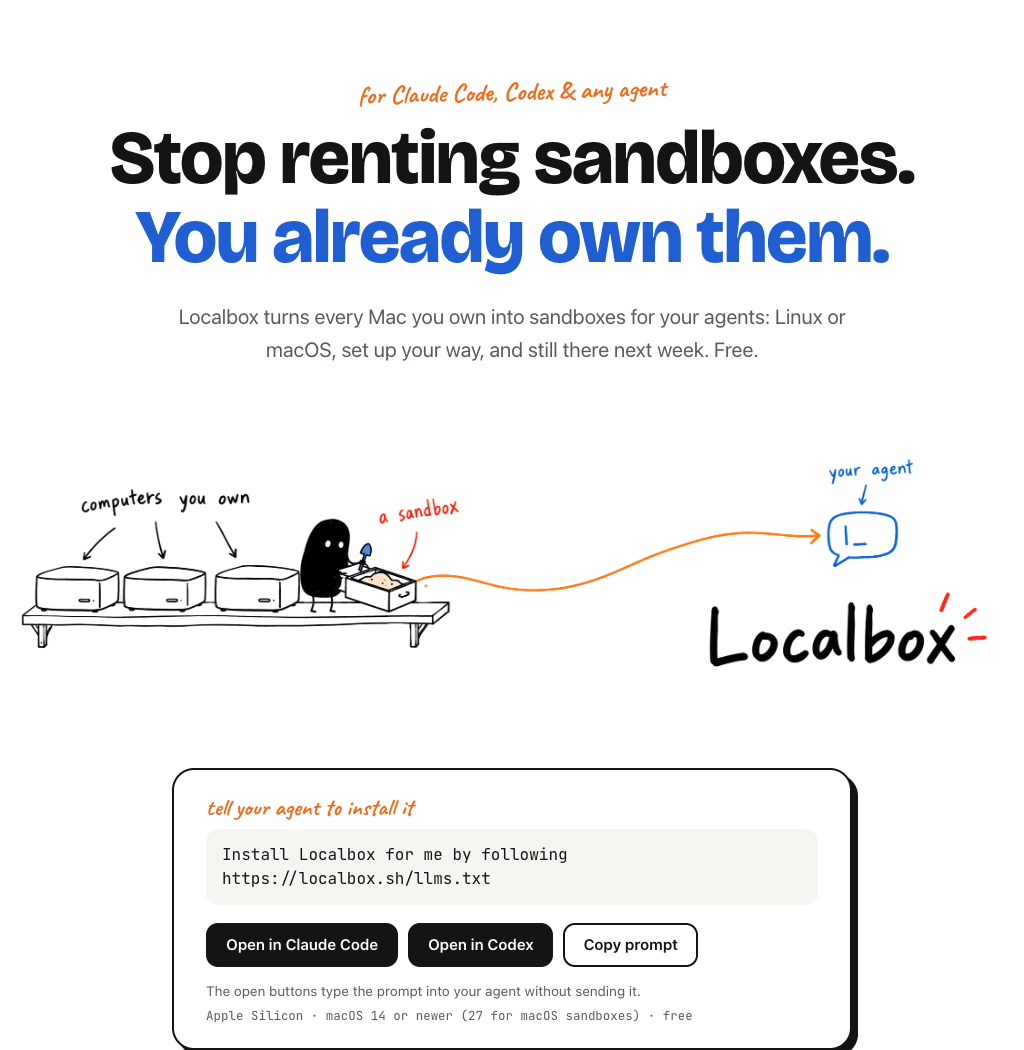 for Claude Code, Codex & any agent
Stop renting sandboxes.
You already own them.
Localbox turns every Mac you own into sandboxes for your agents: Linux or
macOS, set up your way, and still there next week. Free.
computers you own
a sandbox
your agent
Localbox
tell your agent to install it
Install Localbox for me by following
https://localbox.sh/llms.txt
Open in Claude Code
Open in Codex
Copy prompt
The open buttons type the prompt into your agent without sending it.
Apple Silicon · macOS 14 or newer (27 for macOS sandboxes) · free